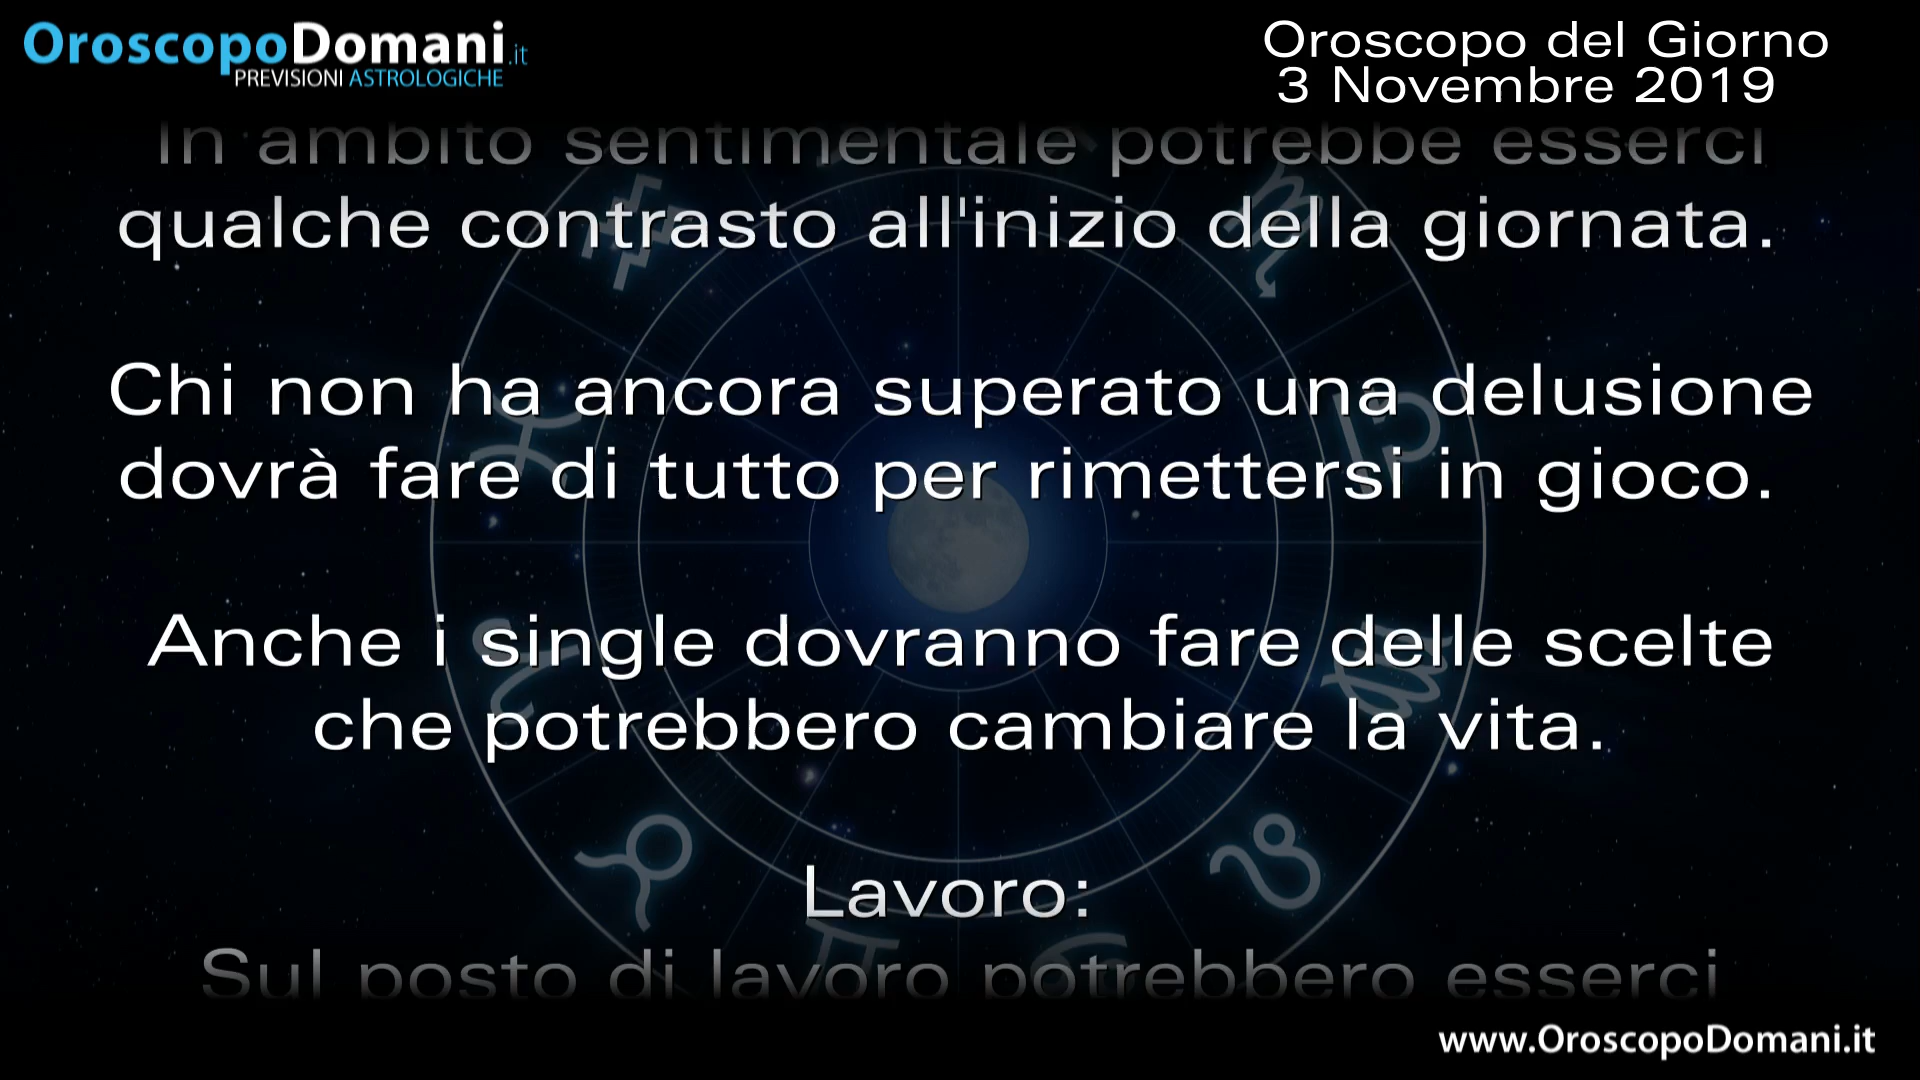 OroscopoDomani.it
PREVISIONI ASTROLOGICHE
Oroscopo del Giorno
3 Novembre 2019
In ambito sentimentale potrebbe esserci
qualche contrasto all'inizio della giornata.
Chi non ha ancora superato una delusione
dovrà fare di tutto per rimettersi in gioco.
Anche i single dovranno fare delle scelte
che potrebbero cambiare la vita.
Lavoro:
Sul posto di lavoro potrebbero esserci
www.OroscopoDomani.it